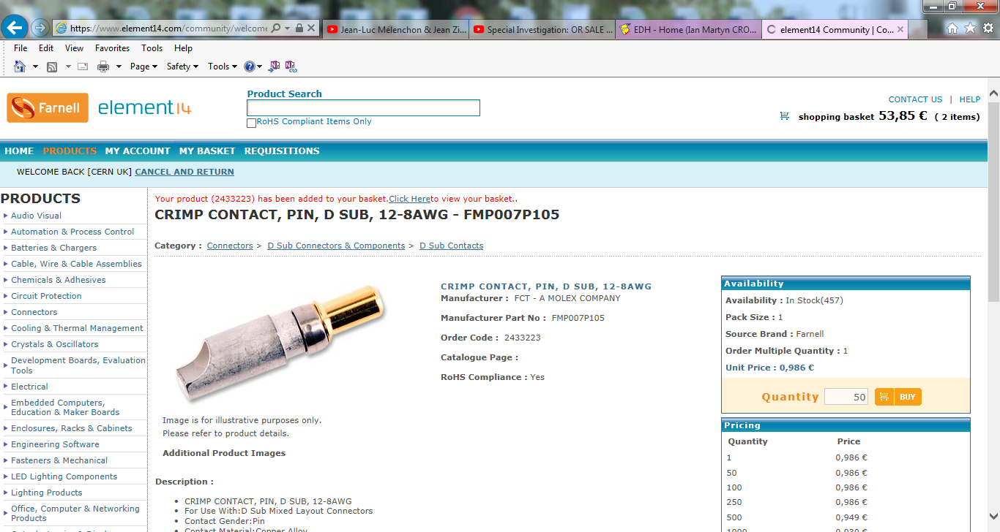 https://www.element14.com/community/welcome
Jean-Luc Mélenchon & Jean Zi...
Special Investigation: OR SALE ...
EDH - Home (Ian Martyn CRO...
element14 Community | Co...
File Edit View Favorites Tools Help
Page Safety Tools
Farnell element14
Product Search
RoHS Compliant Items Only
CONTACT US | HELP
shopping basket 53,85 € ( 2 items)
HOME PRODUCTS MY ACCOUNT MY BASKET REQUISITIONS
WELCOME BACK [CERN UK] CANCEL AND RETURN
PRODUCTS
Audio Visual
Automation & Process Control
Batteries & Chargers
Cable, Wire & Cable Assemblies
Chemicals & Adhesives
Circuit Protection
Connectors
Cooling & Thermal Management
Crystals & Oscillators
Development Boards, Evaluation
Tools
Electrical
Embedded Computers,
Education & Maker Boards
Enclosures, Racks & Cabinets
Engineering Software
Fasteners & Mechanical
LED Lighting Components
Lighting Products
Office, Computer & Networking
Products
Your product (2433223) has been added to your basket.Click Hereto view your basket..
CRIMP CONTACT, PIN, D SUB, 12-8AWG - FMP007P105
Category : Connectors > D Sub Connectors & Components > D Sub Contacts
CRIMP CONTACT, PIN, D SUB, 12-8AWG
Manufacturer : FCT - A MOLEX COMPANY
Manufacturer Part No : FMP007P105
Order Code : 2433223
Catalogue Page :
RoHS Compliance : Yes
Image is for illustrative purposes only.
Please refer to product details.
Additional Product Images
Description :
CRIMP CONTACT, PIN, D SUB, 12-8AWG
For Use With:D Sub Mixed Layout Connectors
Contact Gender:Pin
Contact Material:Copper Alloy
Availability
Availability : In Stock(457)
Pack Size : 1
Source Brand : Farnell
Order Multiple Quantity : 1
Unit Price : 0,986 €
Quantity 50 BUY
Pricing
Quantity Price
1 0,986 €
50 0,986 €
100 0,986 €
250 0,986 €
500 0,949 €
1000 0,930 €